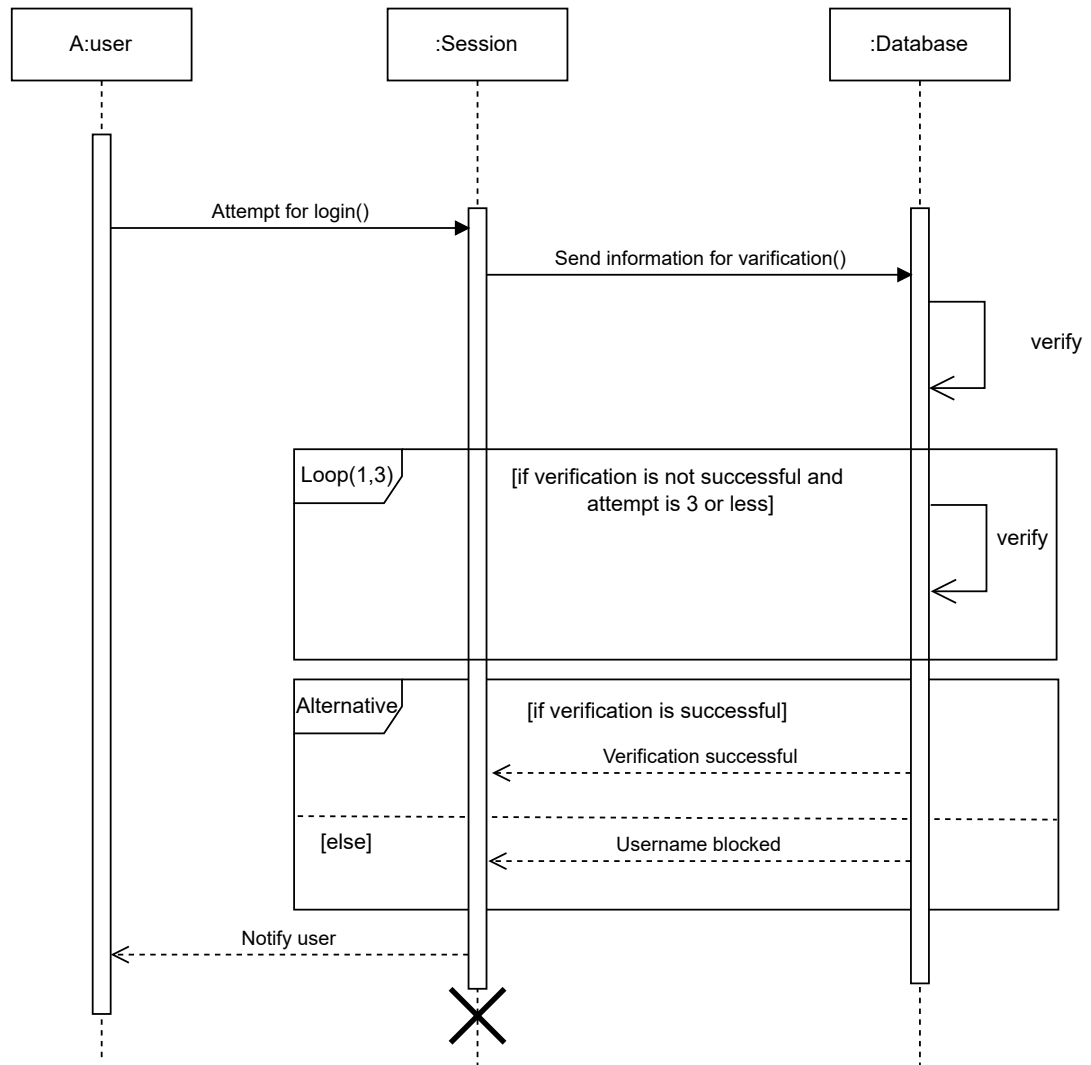 A:user
:Session
:Database
Attempt for login()
Send information for varification()
verify
Loop(1,3)
[if verification is not successful and
attempt is 3 or less]
verify
Alternative
[if verification is successful]
Verification successful
[else]
Username blocked
Notify user